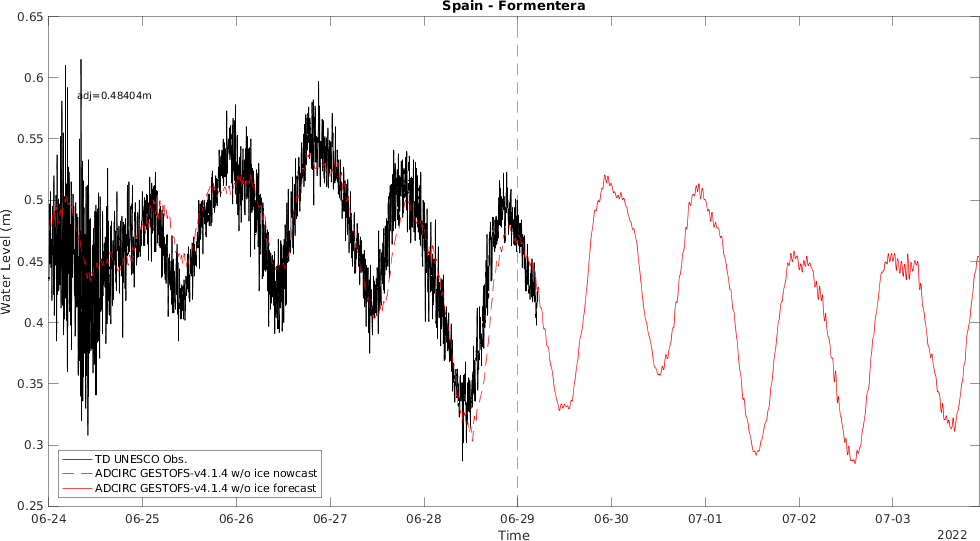 Spain - Formentera
0.65
0.6
adj=0.48404m
0.55
0.5
0.45
0.4
0.35
0.3
0.25
Water Level (m)
TD UNESCO Obs.
ADCIRC GESTOFS-v4.1.4 w/o ice nowcast
ADCIRC GESTOFS-v4.1.4 w/o ice forecast
06-24 06-25 06-26 06-27 06-28 06-29 06-30 07-01 07-02 07-03
Time
2022